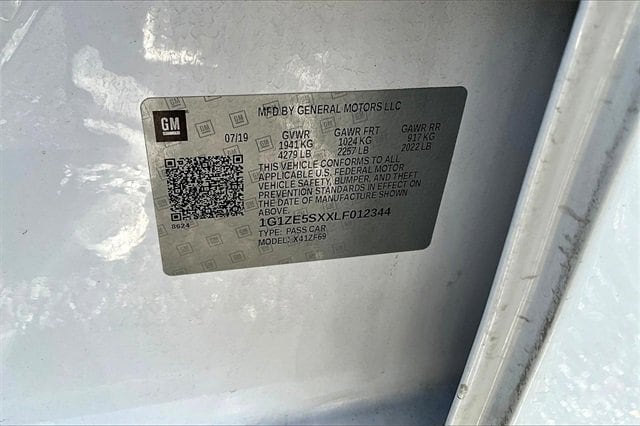 MFD BY GENERAL MOTORS LLC
GM
07/19 GVWR GAWR FRT GAWR RR
1941 KG 1024 KG 917 KG
4279 LB 2257 LB 2022 LB
THIS VEHICLE CONFORMS TO ALL
APPLICABLE U.S. FEDERAL MOTOR
VEHICLE SAFETY, BUMPER, AND THEFT
PREVENTION STANDARDS IN EFFECT ON
THE DATE OF MANUFACTURE SHOWN
ABOVE.
1G1ZE5SXXLF012344
8624
TYPE: PASS CAR
MODEL: X41ZF69